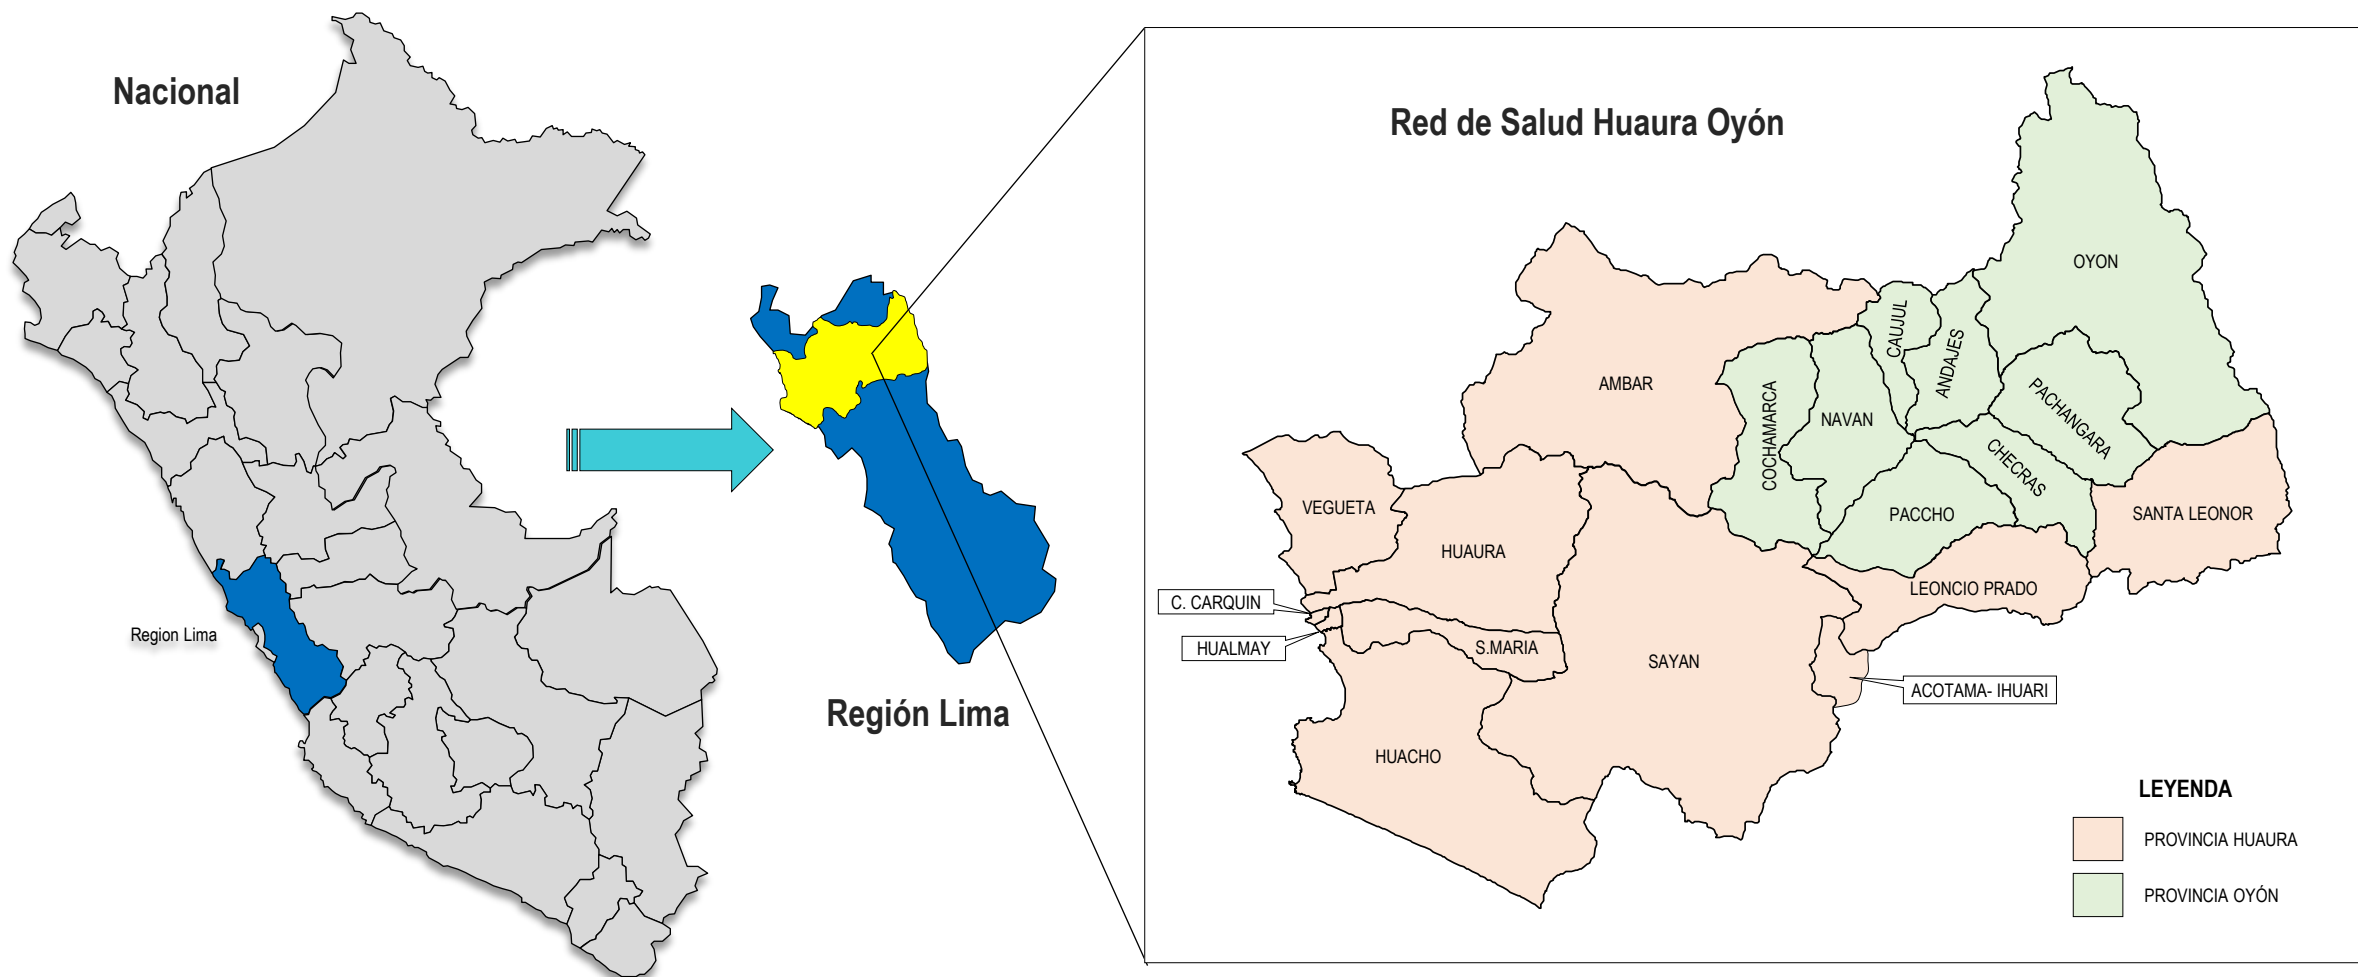 Nacional
Region Lima
Región Lima
Red de Salud Huaura Oyón
OYON
CAUJUL
ANDAJES
AMBAR
COCHAMARCA
NAVAN
PACHANGARA
CHECRAS
VEGUETA
PACCHO
SANTA LEONOR
HUAURA
LEONCIO PRADO
C. CARQUIN
HUALMAY
S.MARIA
SAYAN
ACOTAMA- IHUARI
HUACHO
LEYENDA
PROVINCIA HUAURA
PROVINCIA OYÓN